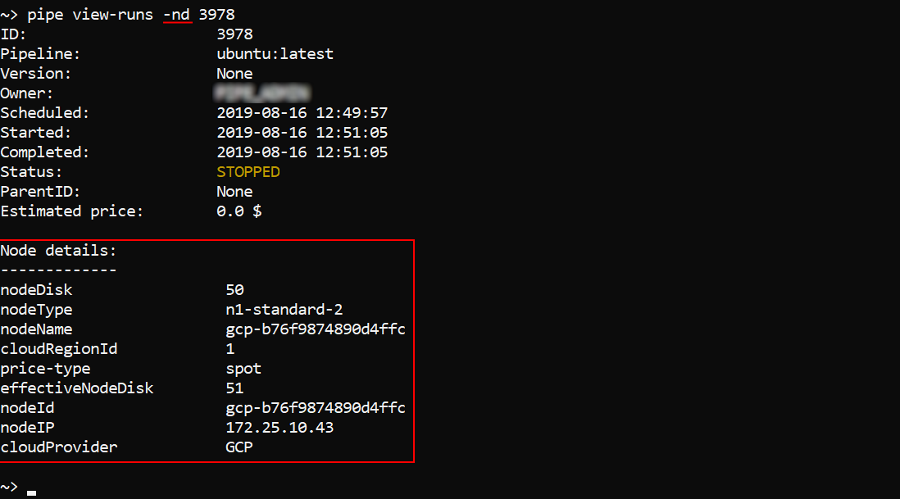 ~> pipe view-runs -nd 3978
ID: 3978
Pipeline: ubuntu:latest
Version: None
Owner:
Scheduled: 2019-08-16 12:49:57
Started: 2019-08-16 12:51:05
Completed: 2019-08-16 12:51:05
Status: STOPPED
ParentID: None
Estimated price: 0.0 $
Node details:
-------------
nodeDisk 50
nodeType n1-standard-2
nodeName gcp-b76f9874890d4ffc
cloudRegionId 1
price-type spot
effectiveNodeDisk 51
nodeId gcp-b76f9874890d4ffc
nodeIP 172.25.10.43
cloudProvider GCP
~>